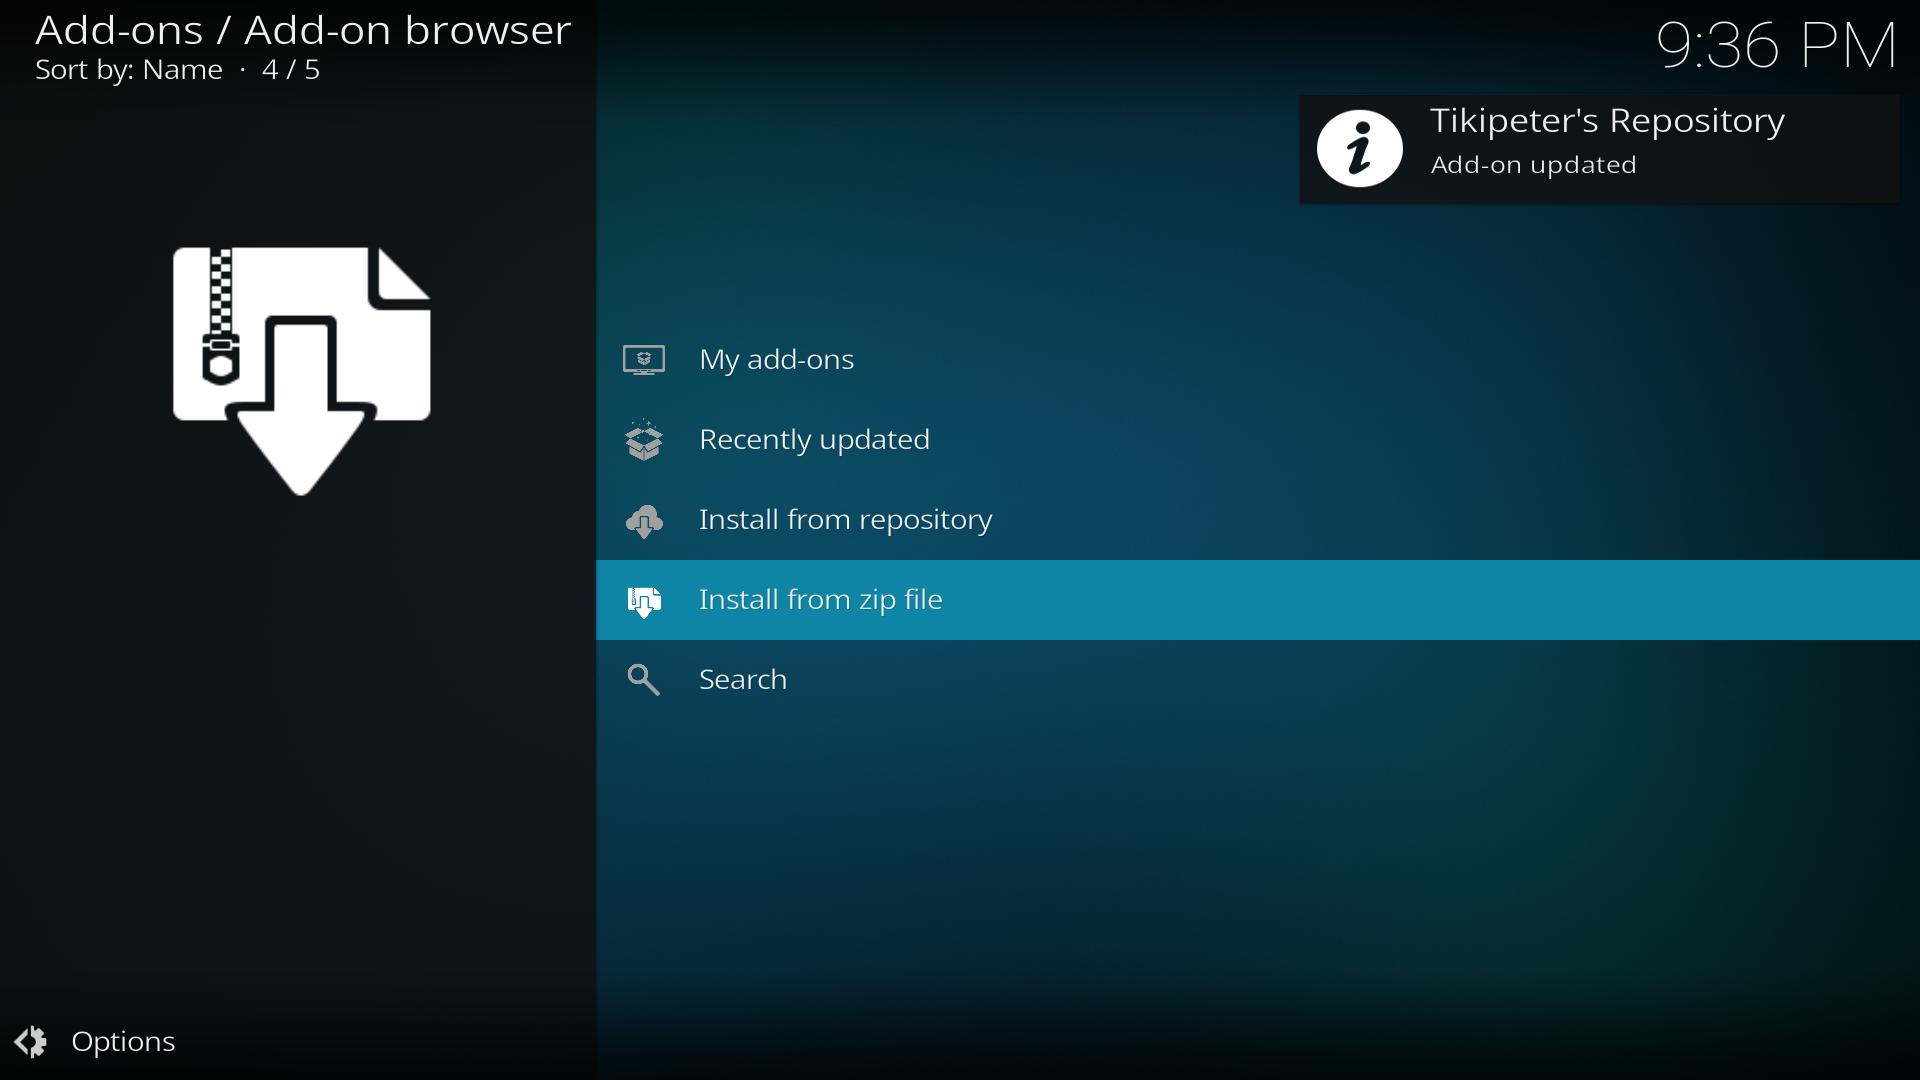 Add-ons / Add-on browser
Sort by: Name · 4 / 5
9:36 PM
Tikipeter's Repository
Add-on updated
My add-ons
Recently updated
Install from repository
Install from zip file
Search
Options